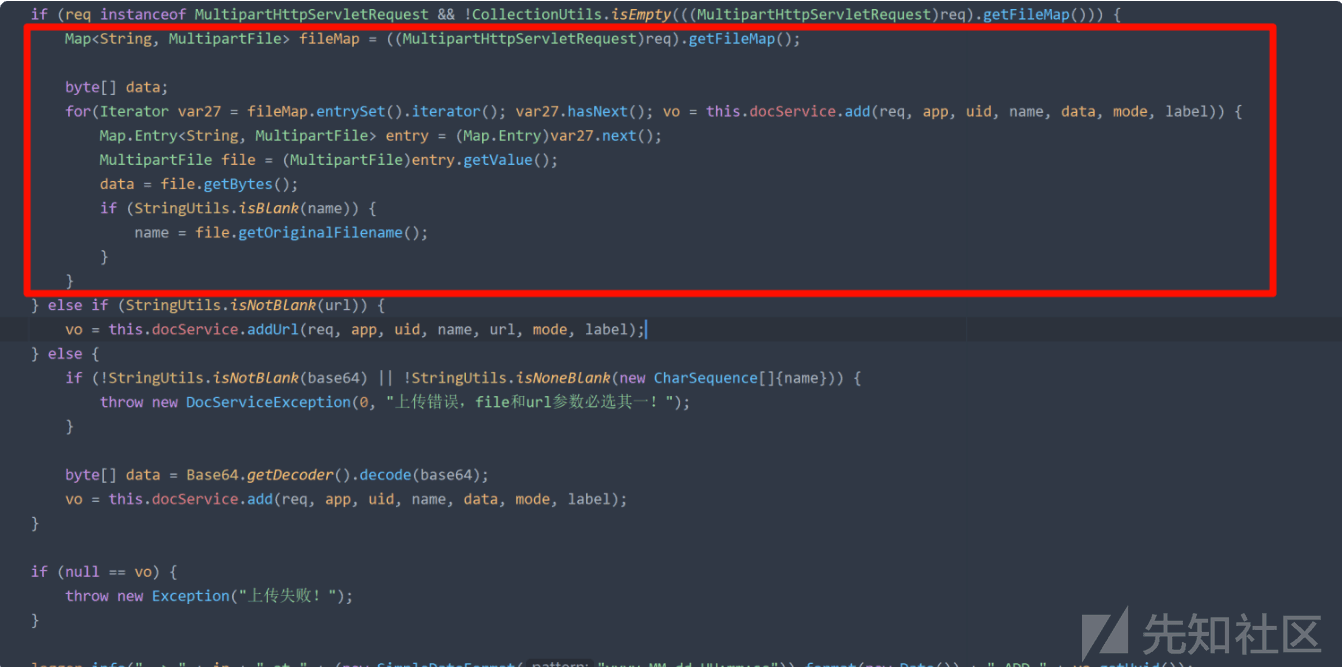 if (req instanceof MultipartHttpServletRequest && !CollectionUtils.isEmpty(((MultipartHttpServletRequest)req).getFileMap())) {
Map<String, MultipartFile> fileMap = ((MultipartHttpServletRequest)req).getFileMap();
byte[] data;
for(Iterator var27 = fileMap.entrySet().iterator(); var27.hasNext(); vo = this.docService.add(req, app, uid, name, data, mode, label)) {
Map.Entry<String, MultipartFile> entry = (Map.Entry)var27.next();
MultipartFile file = (MultipartFile)entry.getValue();
data = file.getBytes();
if (StringUtils.isBlank(name)) {
name = file.getOriginalFilename();
}
}
} else if (StringUtils.isNotBlank(url)) {
vo = this.docService.addUrl(req, app, uid, name, url, mode, label);
} else {
if (!StringUtils.isNotBlank(base64) || !StringUtils.isNoneBlank(new CharSequence[]{name})) {
throw new DocServiceException(0, "上传错误，file和url参数必选其一！");
}
byte[] data = Base64.getDecoder().decode(base64);
vo = this.docService.add(req, app, uid, name, data, mode, label);
}
if (null == vo) {
throw new Exception("上传失败！");
}
先知社区